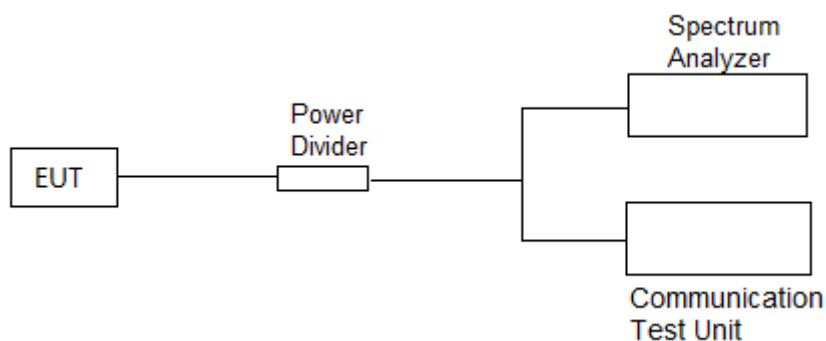 EUT
Power
Divider
Spectrum
Analyzer
Communication
Test Unit